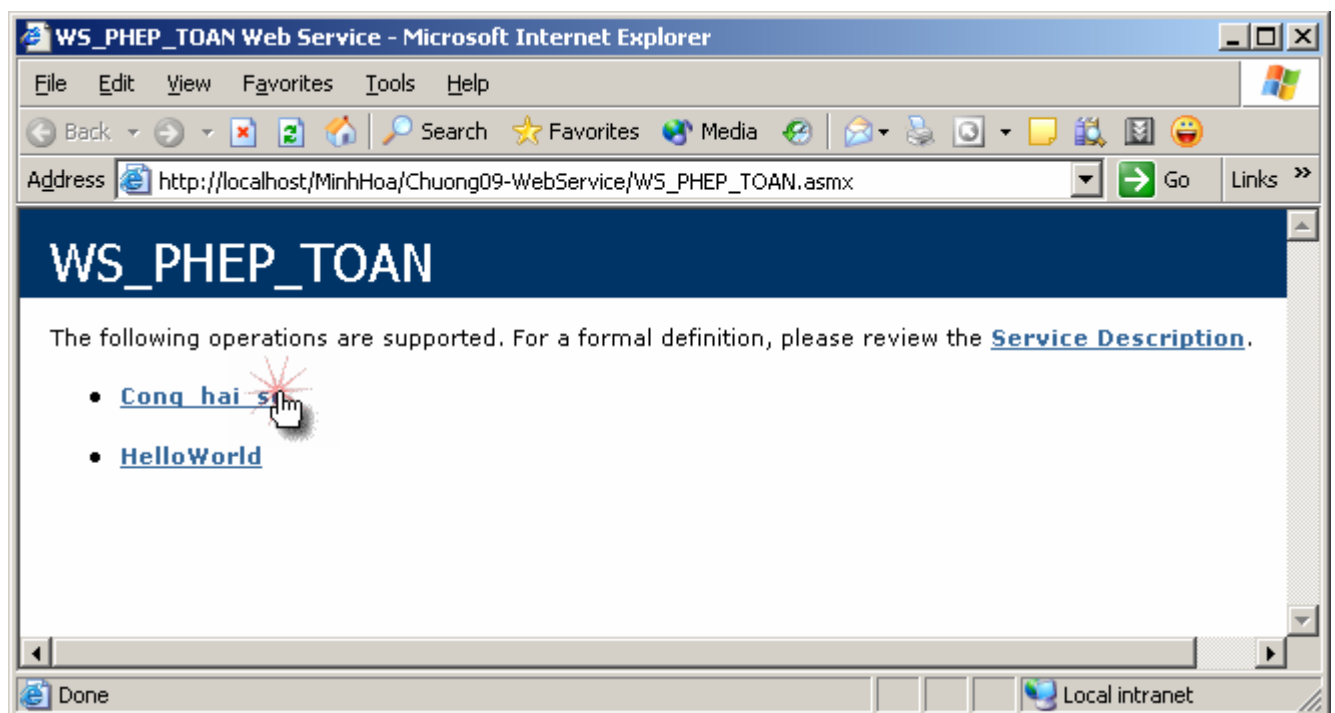 WS_PHEP_TOAN Web Service - Microsoft Internet Explorer
File Edit View Favorites Tools Help
Back Search Favorites Media
Address http://localhost/MinhHoa/Chuong09-WebService/WS_PHEP_TOAN.asmx Go Links »
WS_PHEP_TOAN
The following operations are supported. For a formal definition, please review the Service Description.
• Cong hai
• HelloWorld
Done Local intranet